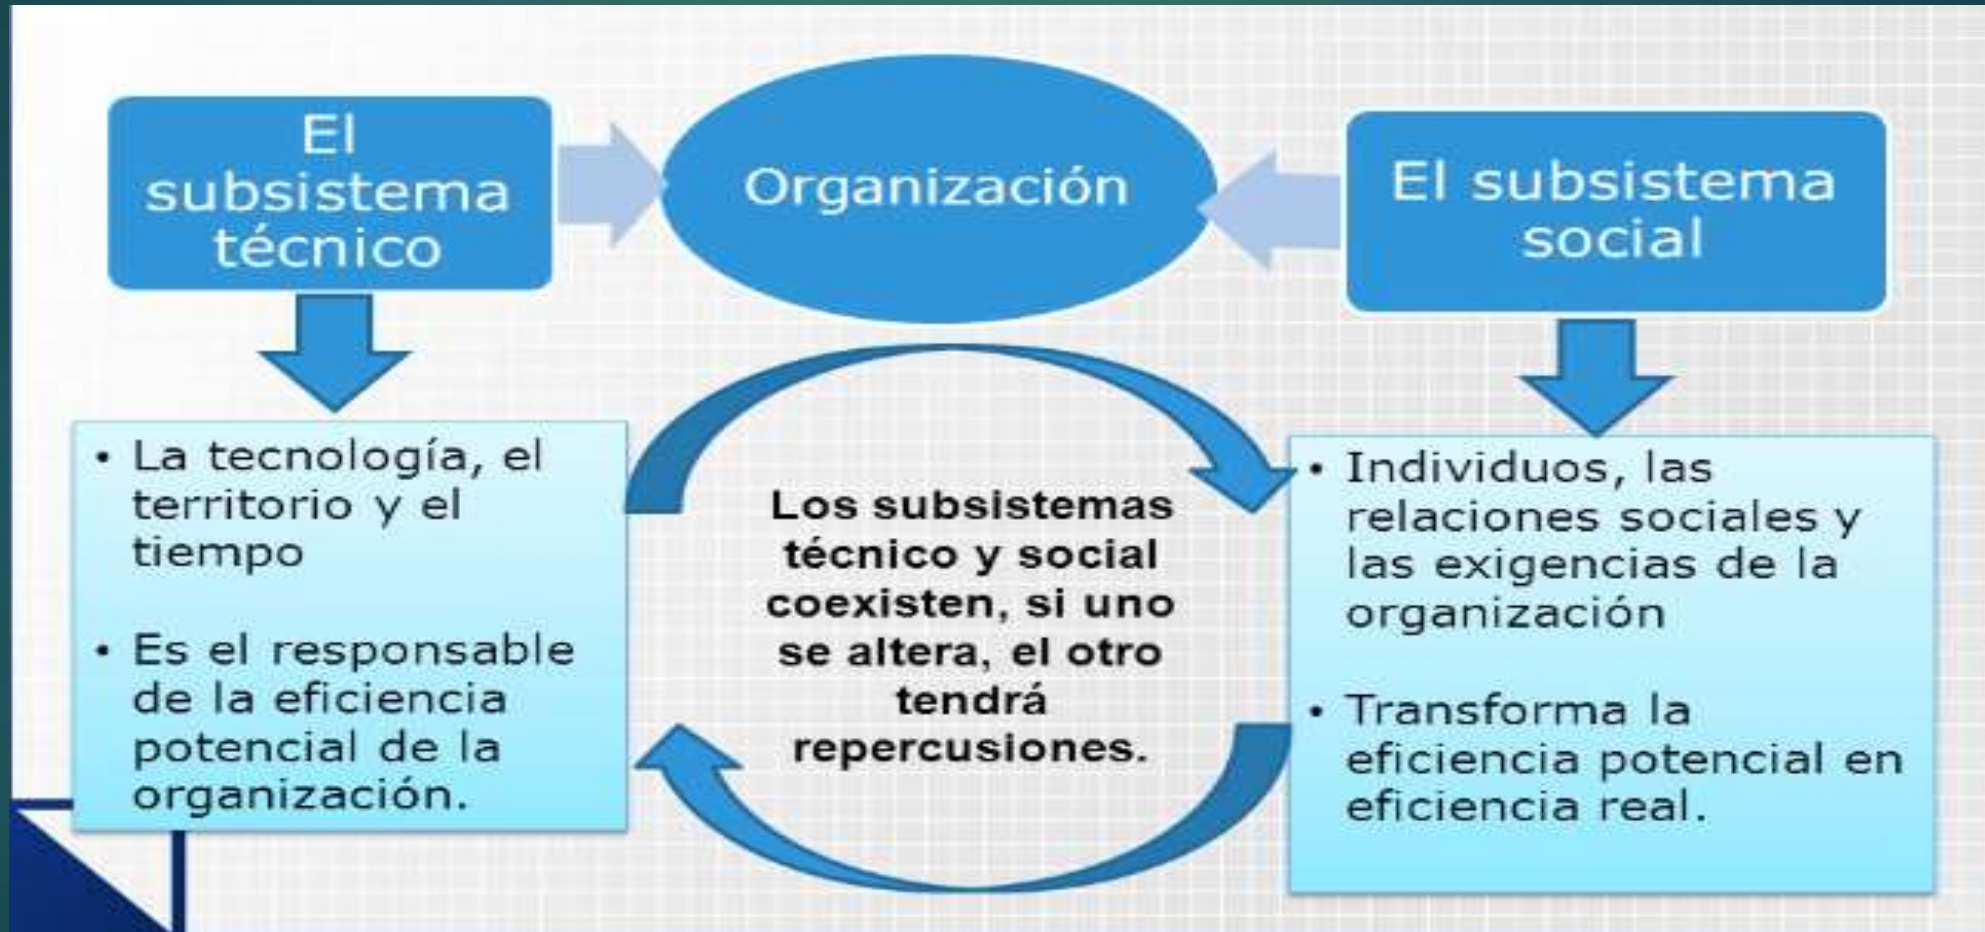 El
subsistema
técnico
Organización
El subsistema
social
• La tecnología, el
territorio y el
tiempo
• Es el responsable
de la eficiencia
potencial de la
organización.
Los subsistemas
técnico y social
coexisten, si uno
se altera, el otro
tendrá
repercusiones.
• Individuos, las
relaciones sociales y
las exigencias de la
organización
• Transforma la
eficiencia potencial en
eficiencia real.